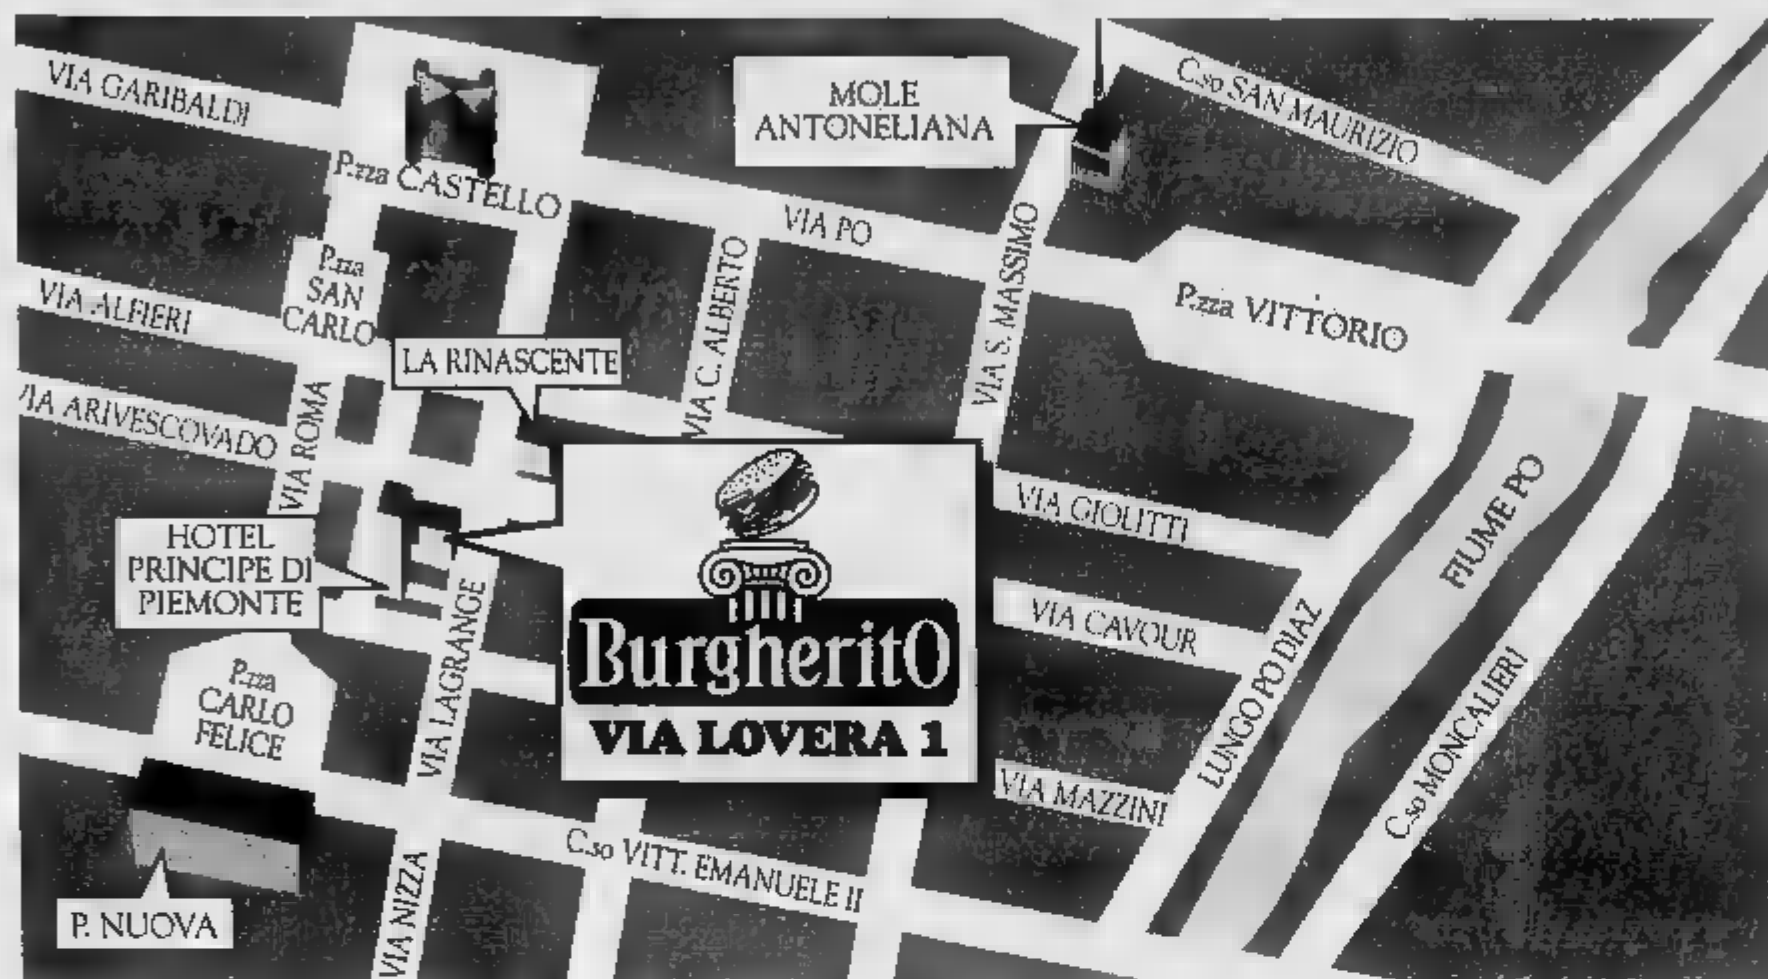 VIA GARIBALDI
MOLE
ANTONELIANA
C.so SAN MAURIZIO
P.zza CASTELLO
VIA PO
VIA S. MASSIMO
P.zza VITTORIO
P.zza
SAN
CARLO
VIA ALFIERI
VIA C. ALBERTO
LA RINASCENTE
VIA ARIVESCOVADO
VIA ROMA
HOTEL
PRINCIPE DI
PIEMONTE
VIA GIOLITTI
FIUME PO
VIA LAGRANGE
BurgheritO
VIA LOVERA 1
VIA CAVOUR
LUNGO PO DIAZ
P.zza
CARLO
FELICE
C.so MONCALIERI
VIA MAZZINI
C.so VITT. EMANUELE II
VIA NIZZA
P. NUOVA